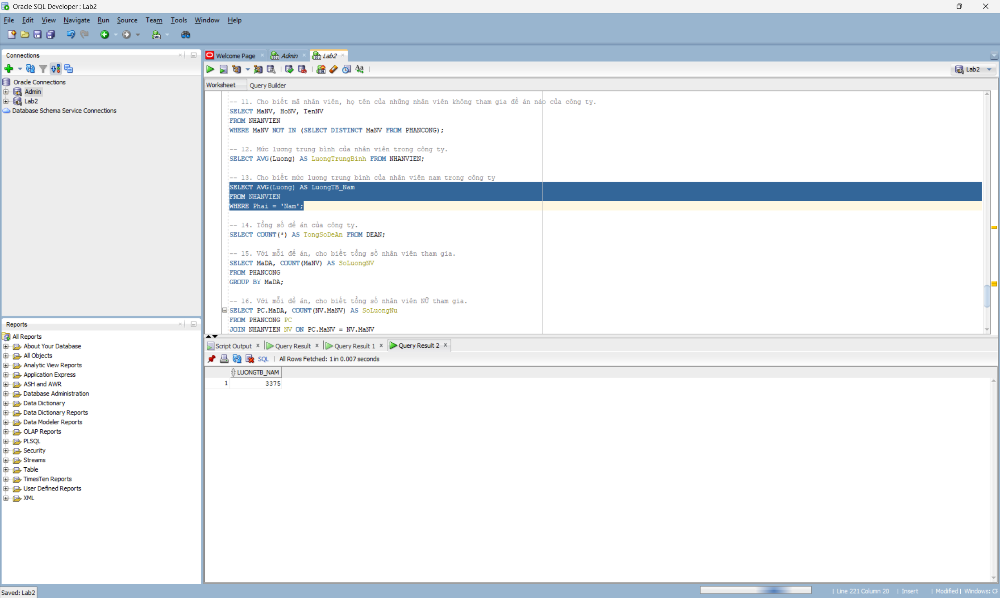 Oracle SQL Developer : Lab2
File Edit View Navigate Run Source Team Tools Window Help
Connections
Oracle Connections
Admin
Lab2
Database Schema Service Connections
Reports
All Reports
About Your Database
All Objects
Analytic View Reports
Application Express
ASH and AWR
Database Administration
Data Dictionary
Data Dictionary Reports
Data Modeler Reports
OLAP Reports
PLSQL
Security
Streams
Table
TimesTen Reports
User Defined Reports
XML
Welcome Page Admin Lab2
Lab2
Worksheet Query Builder
-- 11. Cho biết mã nhân viên, họ tên của những nhân viên không tham gia đề án nào của công ty.
SELECT MaNV, HoNV, TenNV
FROM NHANVIEN
WHERE MaNV NOT IN (SELECT DISTINCT MaNV FROM PHANCONG);
-- 12. Mức lương trung bình của nhân viên trong công ty.
SELECT AVG(Luong) AS LuongTrungBinh FROM NHANVIEN;
-- 13. Cho biết mức lương trung bình của nhân viên nam trong công ty
SELECT AVG(Luong) AS LuongTB_Nam
FROM NHANVIEN
WHERE Phai = 'Nam';
-- 14. Tổng số đề án của công ty.
SELECT COUNT(*) AS TongSoDeAn FROM DEAN;
-- 15. Với mỗi đề án, cho biết tổng số nhân viên tham gia.
SELECT MaDA, COUNT(MaNV) AS SoLuongNV
FROM PHANCONG
GROUP BY MaDA;
-- 16. Với mỗi đề án, cho biết tổng số nhân viên NỮ tham gia.
SELECT PC.MaDA, COUNT(NV.MaNV) AS SoLuongNu
FROM PHANCONG PC
JOIN NHANVIEN NV ON PC.MaNV = NV.MaNV
Script Output Query Result Query Result 1 Query Result 2
SQL | All Rows Fetched: 1 in 0.007 seconds
LUONGTB_NAM
1 3375
Saved: Lab2
| Line 221 Column 20 | Insert | Modified | Windows: C